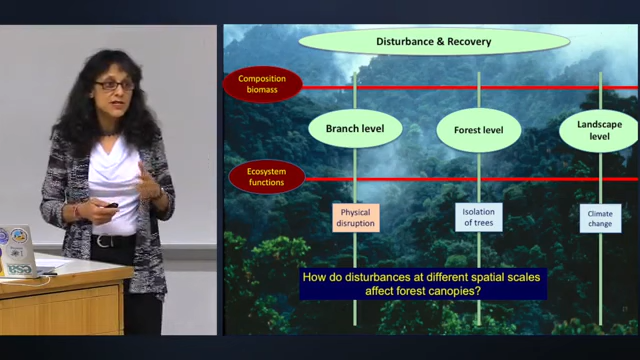 Disturbance & Recovery
Composition
biomass
Branch level
Forest level
Landscape
level
Ecosystem
functions
Physical
disruption
Isolation
of trees
Climate
change
How do disturbances at different spatial scales
affect forest canopies?